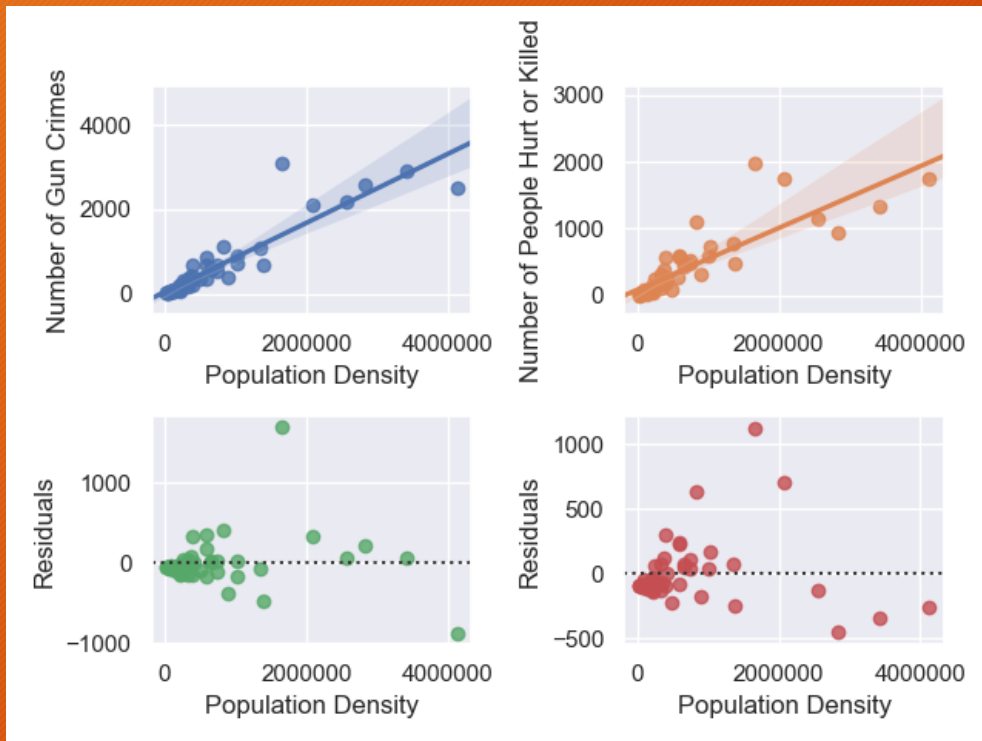 Number of Gun Crimes
4000
2000
0
0 2000000 4000000
Population Density
Number of People Hurt or Killed
3000
2000
1000
0
0 2000000 4000000
Population Density
Residuals
1000
0
−1000
0 2000000 4000000
Population Density
Residuals
1000
500
0
−500
0 2000000 4000000
Population Density